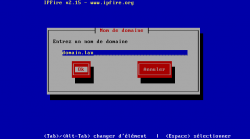 IPFire v2.15 - www.ipfire.org
Nom de domaine
Entrez un nom de domaine
domain.lan
Ok
Annuler
<Tab>/<Alt-Tab> changer d'élément | <Espace> sélectionner